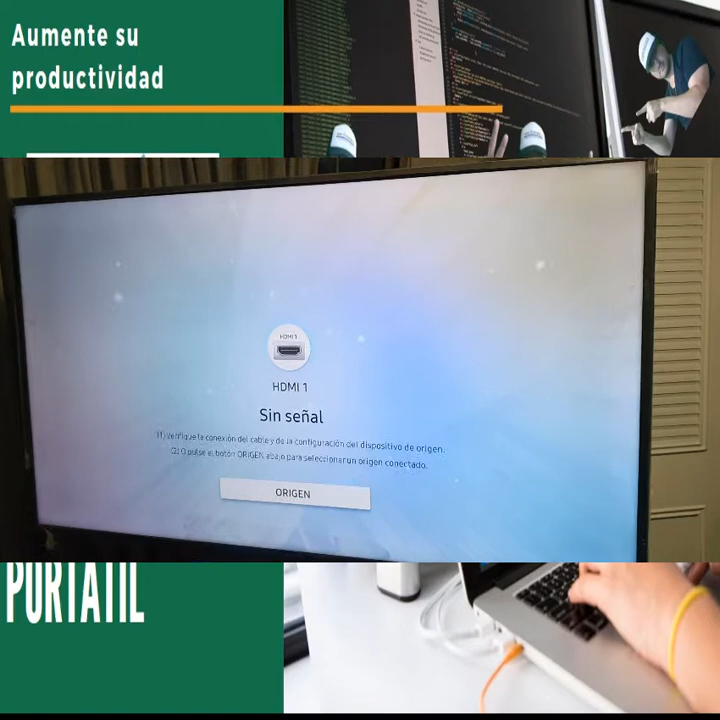 Aumente su
productividad
HDMI 1
HDMI 1
Sin señal
(1) Verifique la conexión del cable y de la configuración del dispositivo de origen.
(2) O pulse el botón ORIGEN abajo para seleccionar un origen conectado.
ORIGEN
PORTÁTIL